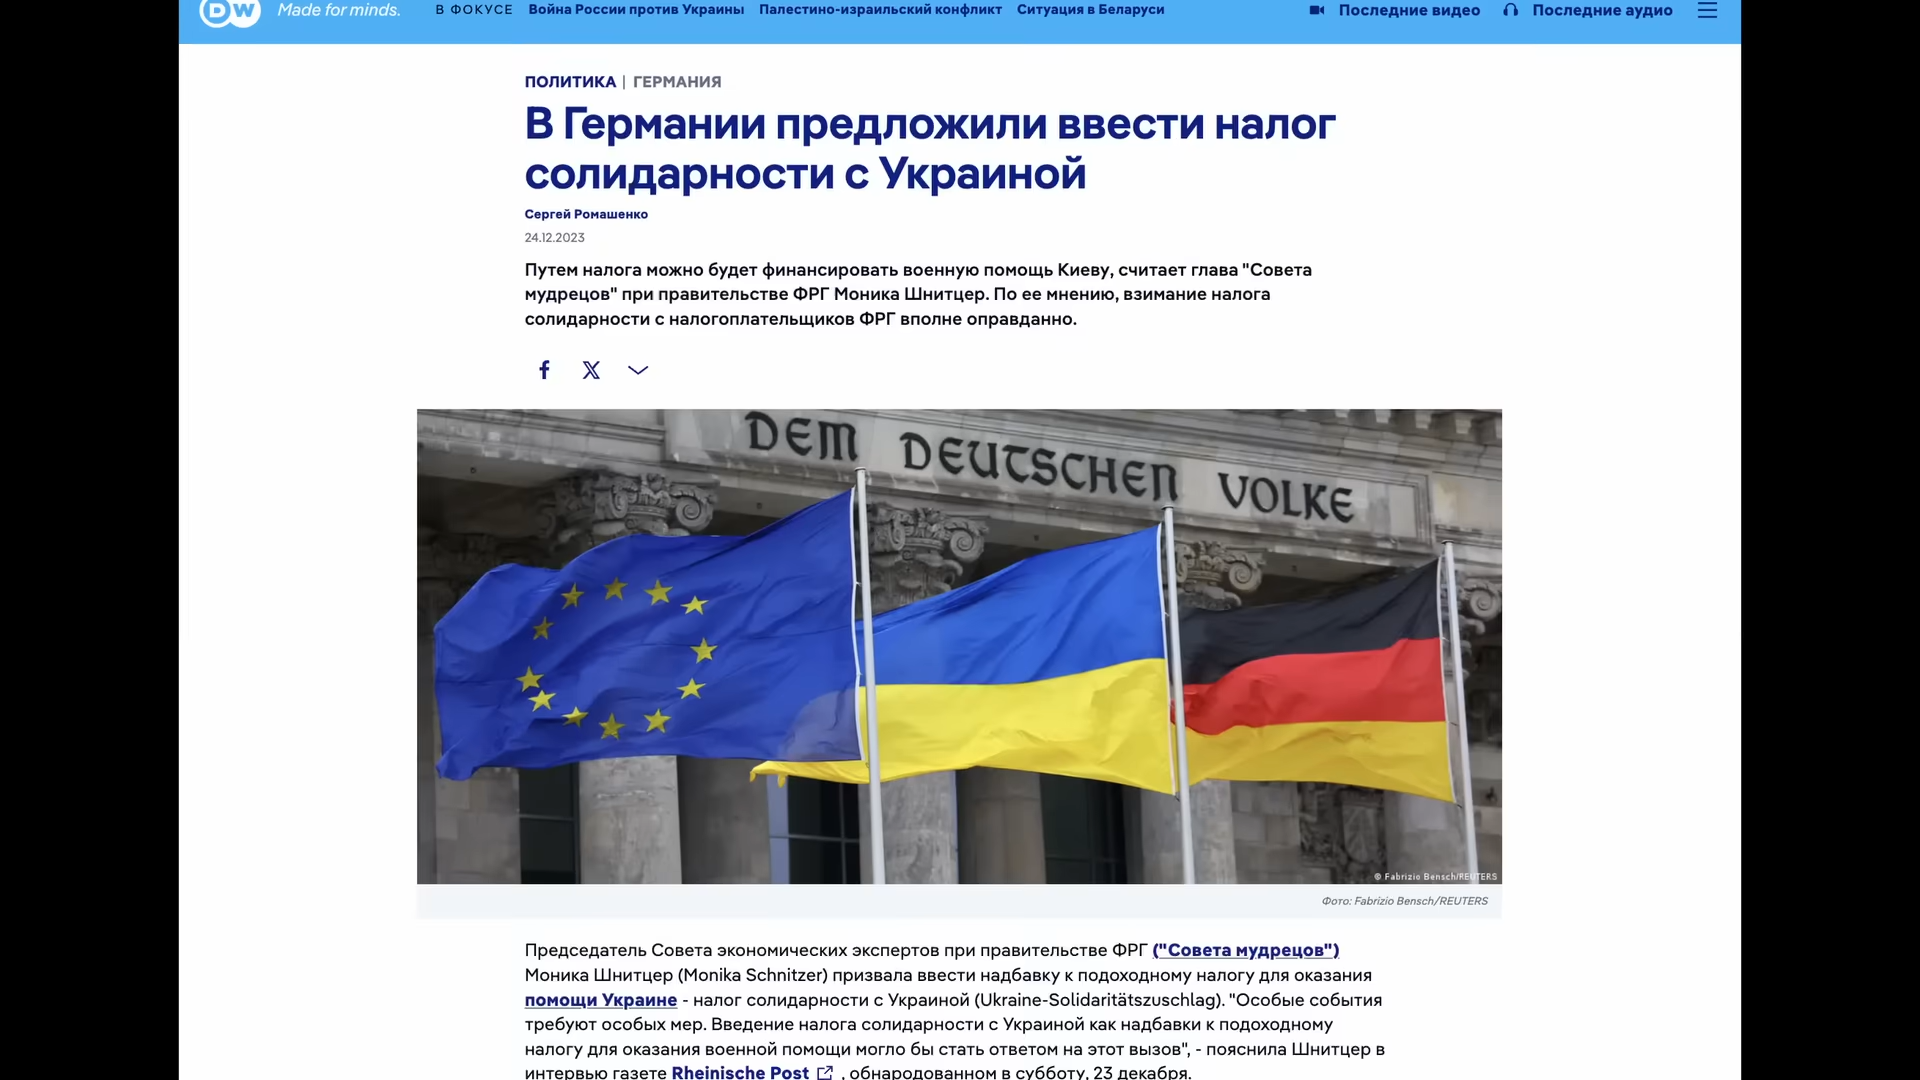 DW Made for minds. В ФОКУСЕ Война России против Украины Палестино-израильский конфликт Ситуация в Беларуси Последние видео Последние аудио
ПОЛИТИКА | ГЕРМАНИЯ
В Германии предложили ввести налог
солидарности с Украиной
Сергей Ромашенко
24.12.2023
Путем налога можно будет финансировать военную помощь Киеву, считает глава "Совета
мудрецов" при правительстве ФРГ Моника Шнитцер. По ее мнению, взимание налога
солидарности с налогоплательщиков ФРГ вполне оправданно.
DEM DEUTSCHEN VOLKE
© Fabrizio Bensch/REUTERS
Фото: Fabrizio Bensch/REUTERS
Председатель Совета экономических экспертов при правительстве ФРГ ("Совета мудрецов")
Моника Шнитцер (Monika Schnitzer) призвала ввести надбавку к подоходному налогу для оказания
помощи Украине - налог солидарности с Украиной (Ukraine-Solidaritätszuschlag). "Особые события
требуют особых мер. Введение налога солидарности с Украиной как надбавки к подоходному
налогу для оказания военной помощи могло бы стать ответом на этот вызов", - пояснила Шнитцер в
интервью газете Rheinische Post , обнародованном в субботу, 23 декабря.